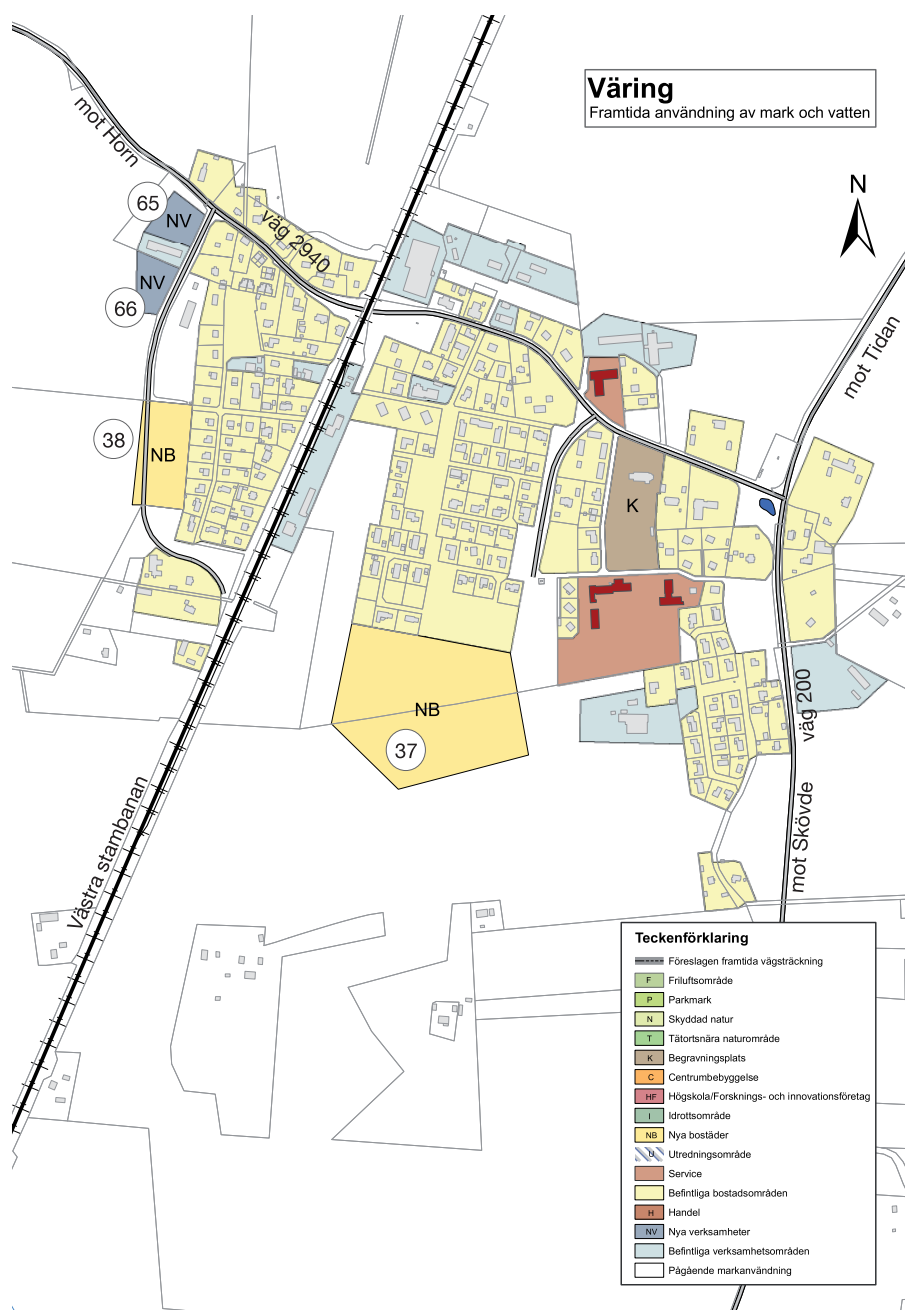 Väring
Framtida användning av mark och vatten
N
mot Horn
väg 2940
65
NV
NV
66
mot Tidan
38
NB
K
NB
37
väg 200
mot Skövde
Västra stambanan
Teckenförklaring
Föreslagen framtida vägsträckning
F Friluftsområde
P Parkmark
N Skyddad natur
T Tätortsnära naturområde
K Begravningsplats
C Centrumbebyggelse
HF Högskola/Forsknings- och innovationsföretag
I Idrottsområde
NB Nya bostäder
U Utredningsområde
Service
Befintliga bostadsområden
H Handel
NV Nya verksamheter
Befintliga verksamhetsområden
Pågående markanvändning